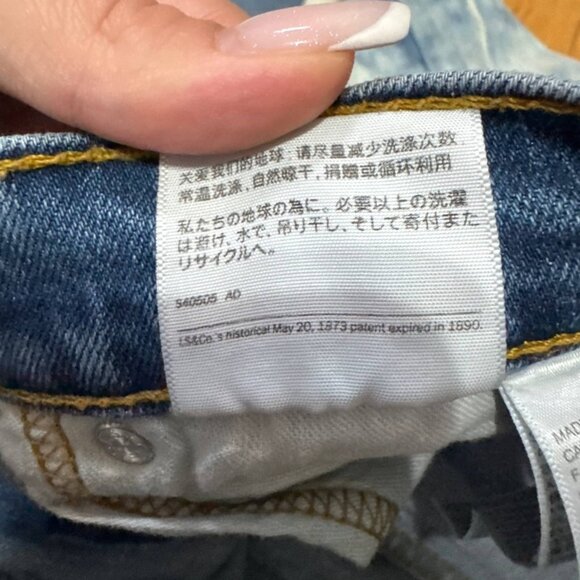 关爱我们的地球: 请尽量减少洗涤次数,
常温洗涤, 自然晾干, 捐赠或循环利用
私たちの地球の為に。必要以上の洗濯
は避け、水で、吊り干し、そして寄付また
リサイクルへ。
S40505 AD
LS&Co.'s historical May 20, 1873 patent expired in 1890.
MAD
CA